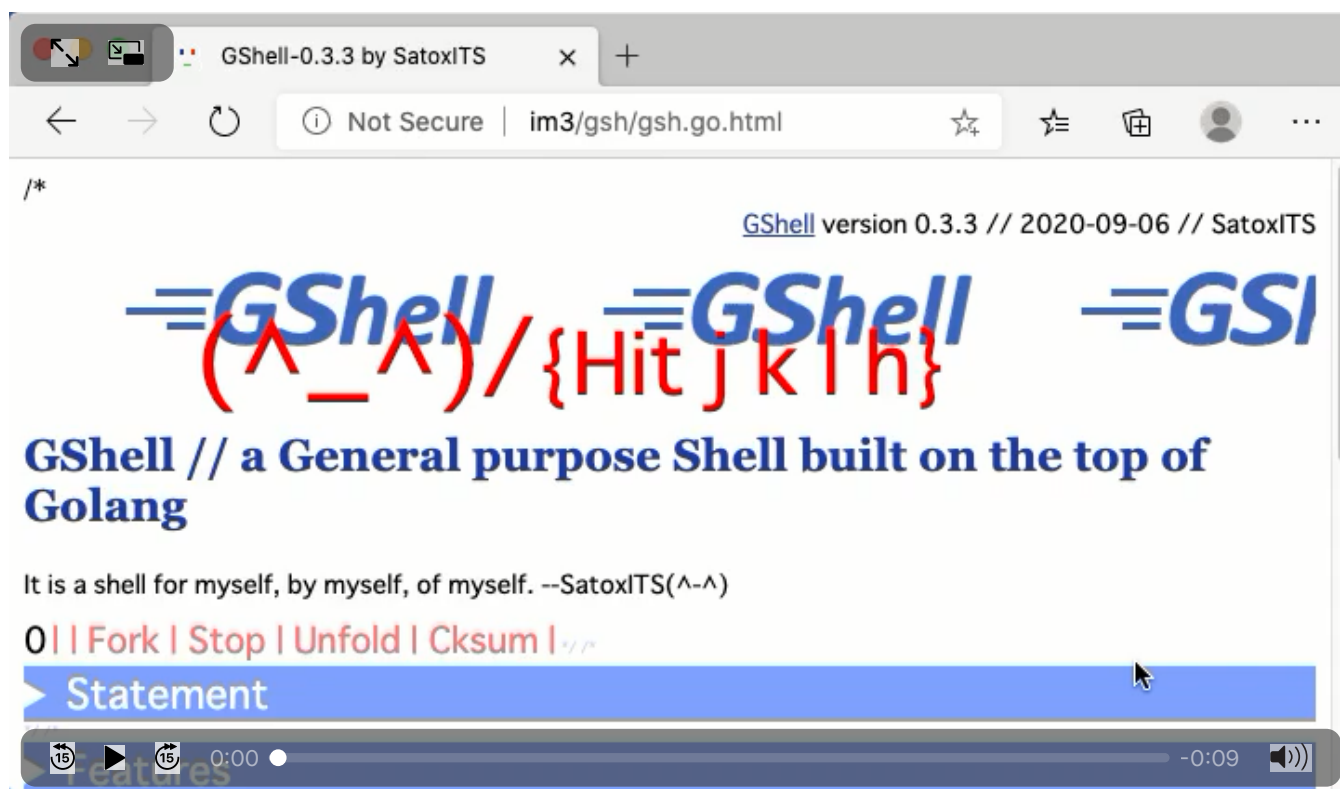 GShell-0.3.3 by SatoxITS
Not Secure | im3/gsh/gsh.go.html
/*
GShell version 0.3.3 // 2020-09-06 // SatoxITS
GShell GShell GSh
(^_^)/{Hit j k l h}
GShell // a General purpose Shell built on the top of
Golang
It is a shell for myself, by myself, of myself. --SatoxITS(^-^)
0| | Fork | Stop | Unfold | Cksum | *//*
> Statement
*//*
15 15 0:00 -0:09
> Features